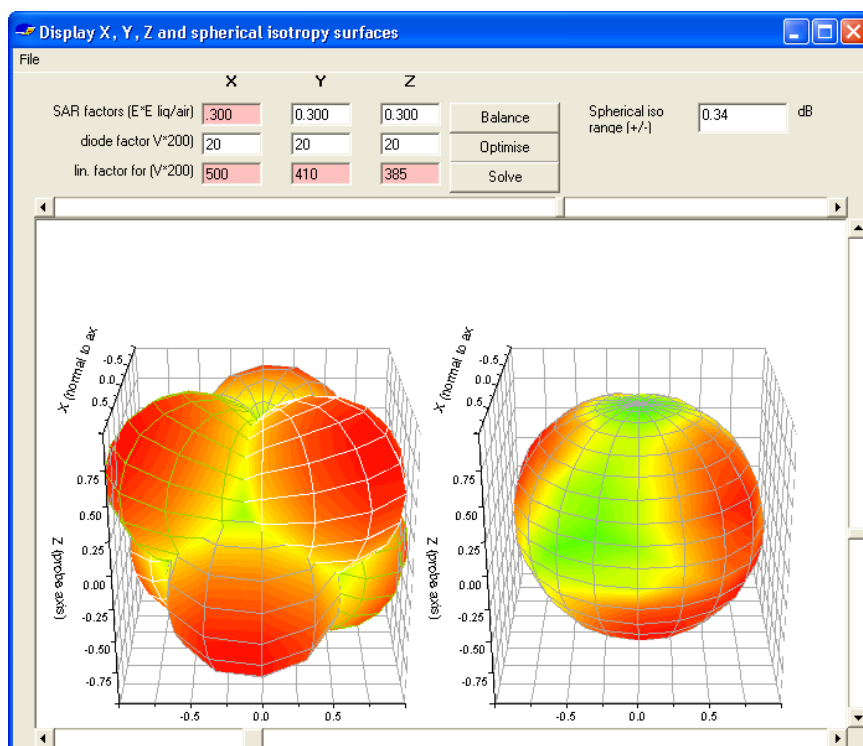 Display X, Y, Z and spherical isotropy surfaces
File
X Y Z
SAR factors (E*E liq/air) .300 0.300 0.300 Balance Spherical iso range (+/-) 0.34 dB
diode factor V*200) 20 20 20 Optimise
lin. factor for (V*200) 500 410 385 Solve
X (normal to ax
-0.5
0.0
0.5
0.75
0.50
0.25
0.00
-0.25
-0.50
-0.75
Z (probe axis)
-0.5 0.0 0.5
X (normal to ax
-0.5
0.0
0.5
0.75
0.50
0.25
0.00
-0.25
-0.50
-0.75
Z (probe axis)
-0.5 0.0 0.5